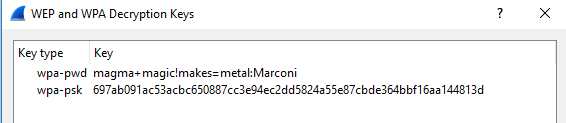 WEP and WPA Decryption Keys
Key type Key
wpa-pwd magma+magic!makes=metal:Marconi
wpa-psk 697ab091ac53acbc650887cc3e94ec2dd5824a55e87cbde364bbf16aa144813d